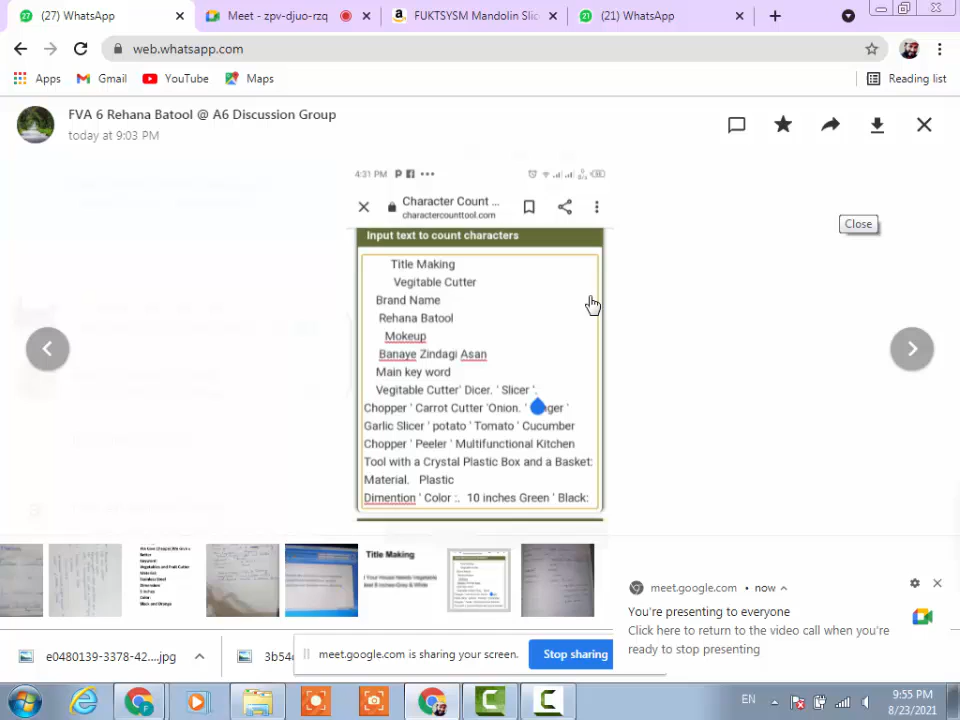 (27) WhatsApp
Meet - zpv-djuo-rzq
FUKTSYSM Mandolin Slic
(21) WhatsApp
web.whatsapp.com
Apps
Gmail
YouTube
Maps
Reading list
FVA 6 Rehana Batool @ A6 Discussion Group
today at 9:03 PM
Close
4:31 PM
Character Count ...
charactercounttool.com
Input text to count characters
Title Making
Vegitable Cutter
Brand Name
Rehana Batool
Mokeup
Banaye Zindagi Asan
Main key word
Vegitable Cutter' Dicer. ' Slicer '.
Chopper ' Carrot Cutter 'Onion. '
Garlic Slicer ' potato ' Tomato ' Cucumber
Chopper ' Peeler ' Multifunctional Kitchen
Tool with a Crystal Plastic Box and a Basket:
Material. Plastic
Dimention ' Color :. 10 inches Green ' Black:
Title Making
meet.google.com • now
You're presenting to everyone
Click here to return to the video call when you're
ready to stop presenting
e0480139-3378-42....jpg
3b54
meet.google.com is sharing your screen.
Stop sharing
EN
9:55 PM
8/23/2021